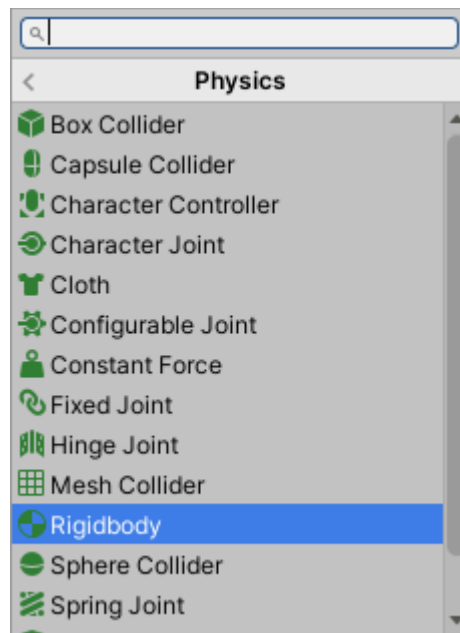 Physics
Box Collider
Capsule Collider
Character Controller
Character Joint
Cloth
Configurable Joint
Constant Force
Fixed Joint
Hinge Joint
Mesh Collider
Rigidbody
Sphere Collider
Spring Joint